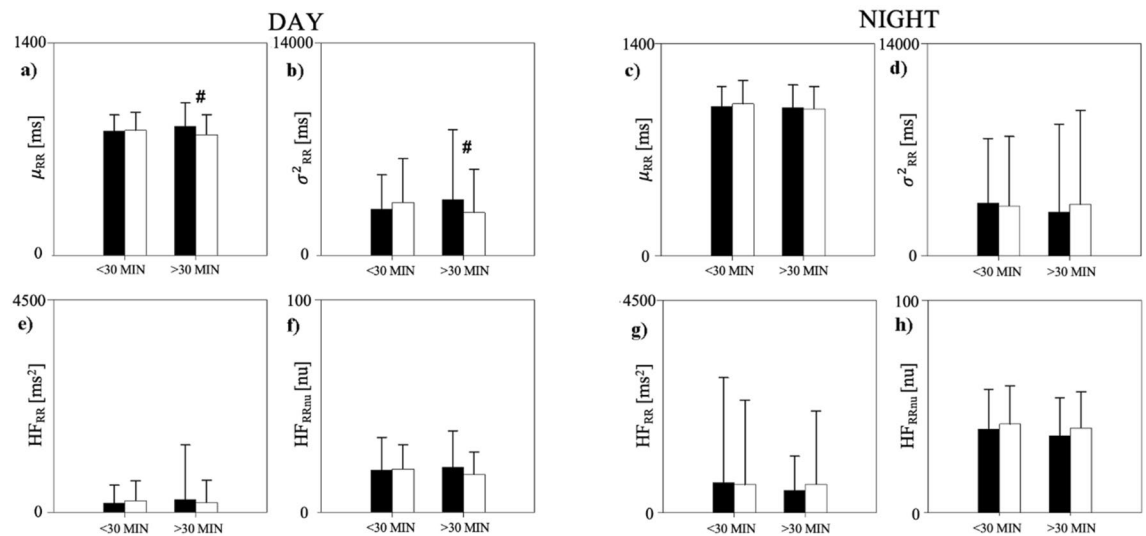 DAY
NIGHT
a)
1400
#
μRR [ms]
0
<30 MIN >30 MIN
b)
14000
#
σ²RR [ms]
0
<30 MIN >30 MIN
c)
1400
μRR [ms]
0
<30 MIN >30 MIN
d)
14000
σ²RR [ms]
0
<30 MIN >30 MIN
e)
4500
HFRR [ms²]
0
<30 MIN >30 MIN
f)
100
HFRRnu [nu]
0
<30 MIN >30 MIN
g)
4500
HFRR [ms²]
0
<30 MIN >30 MIN
h)
100
HFRRnu [nu]
0
<30 MIN >30 MIN